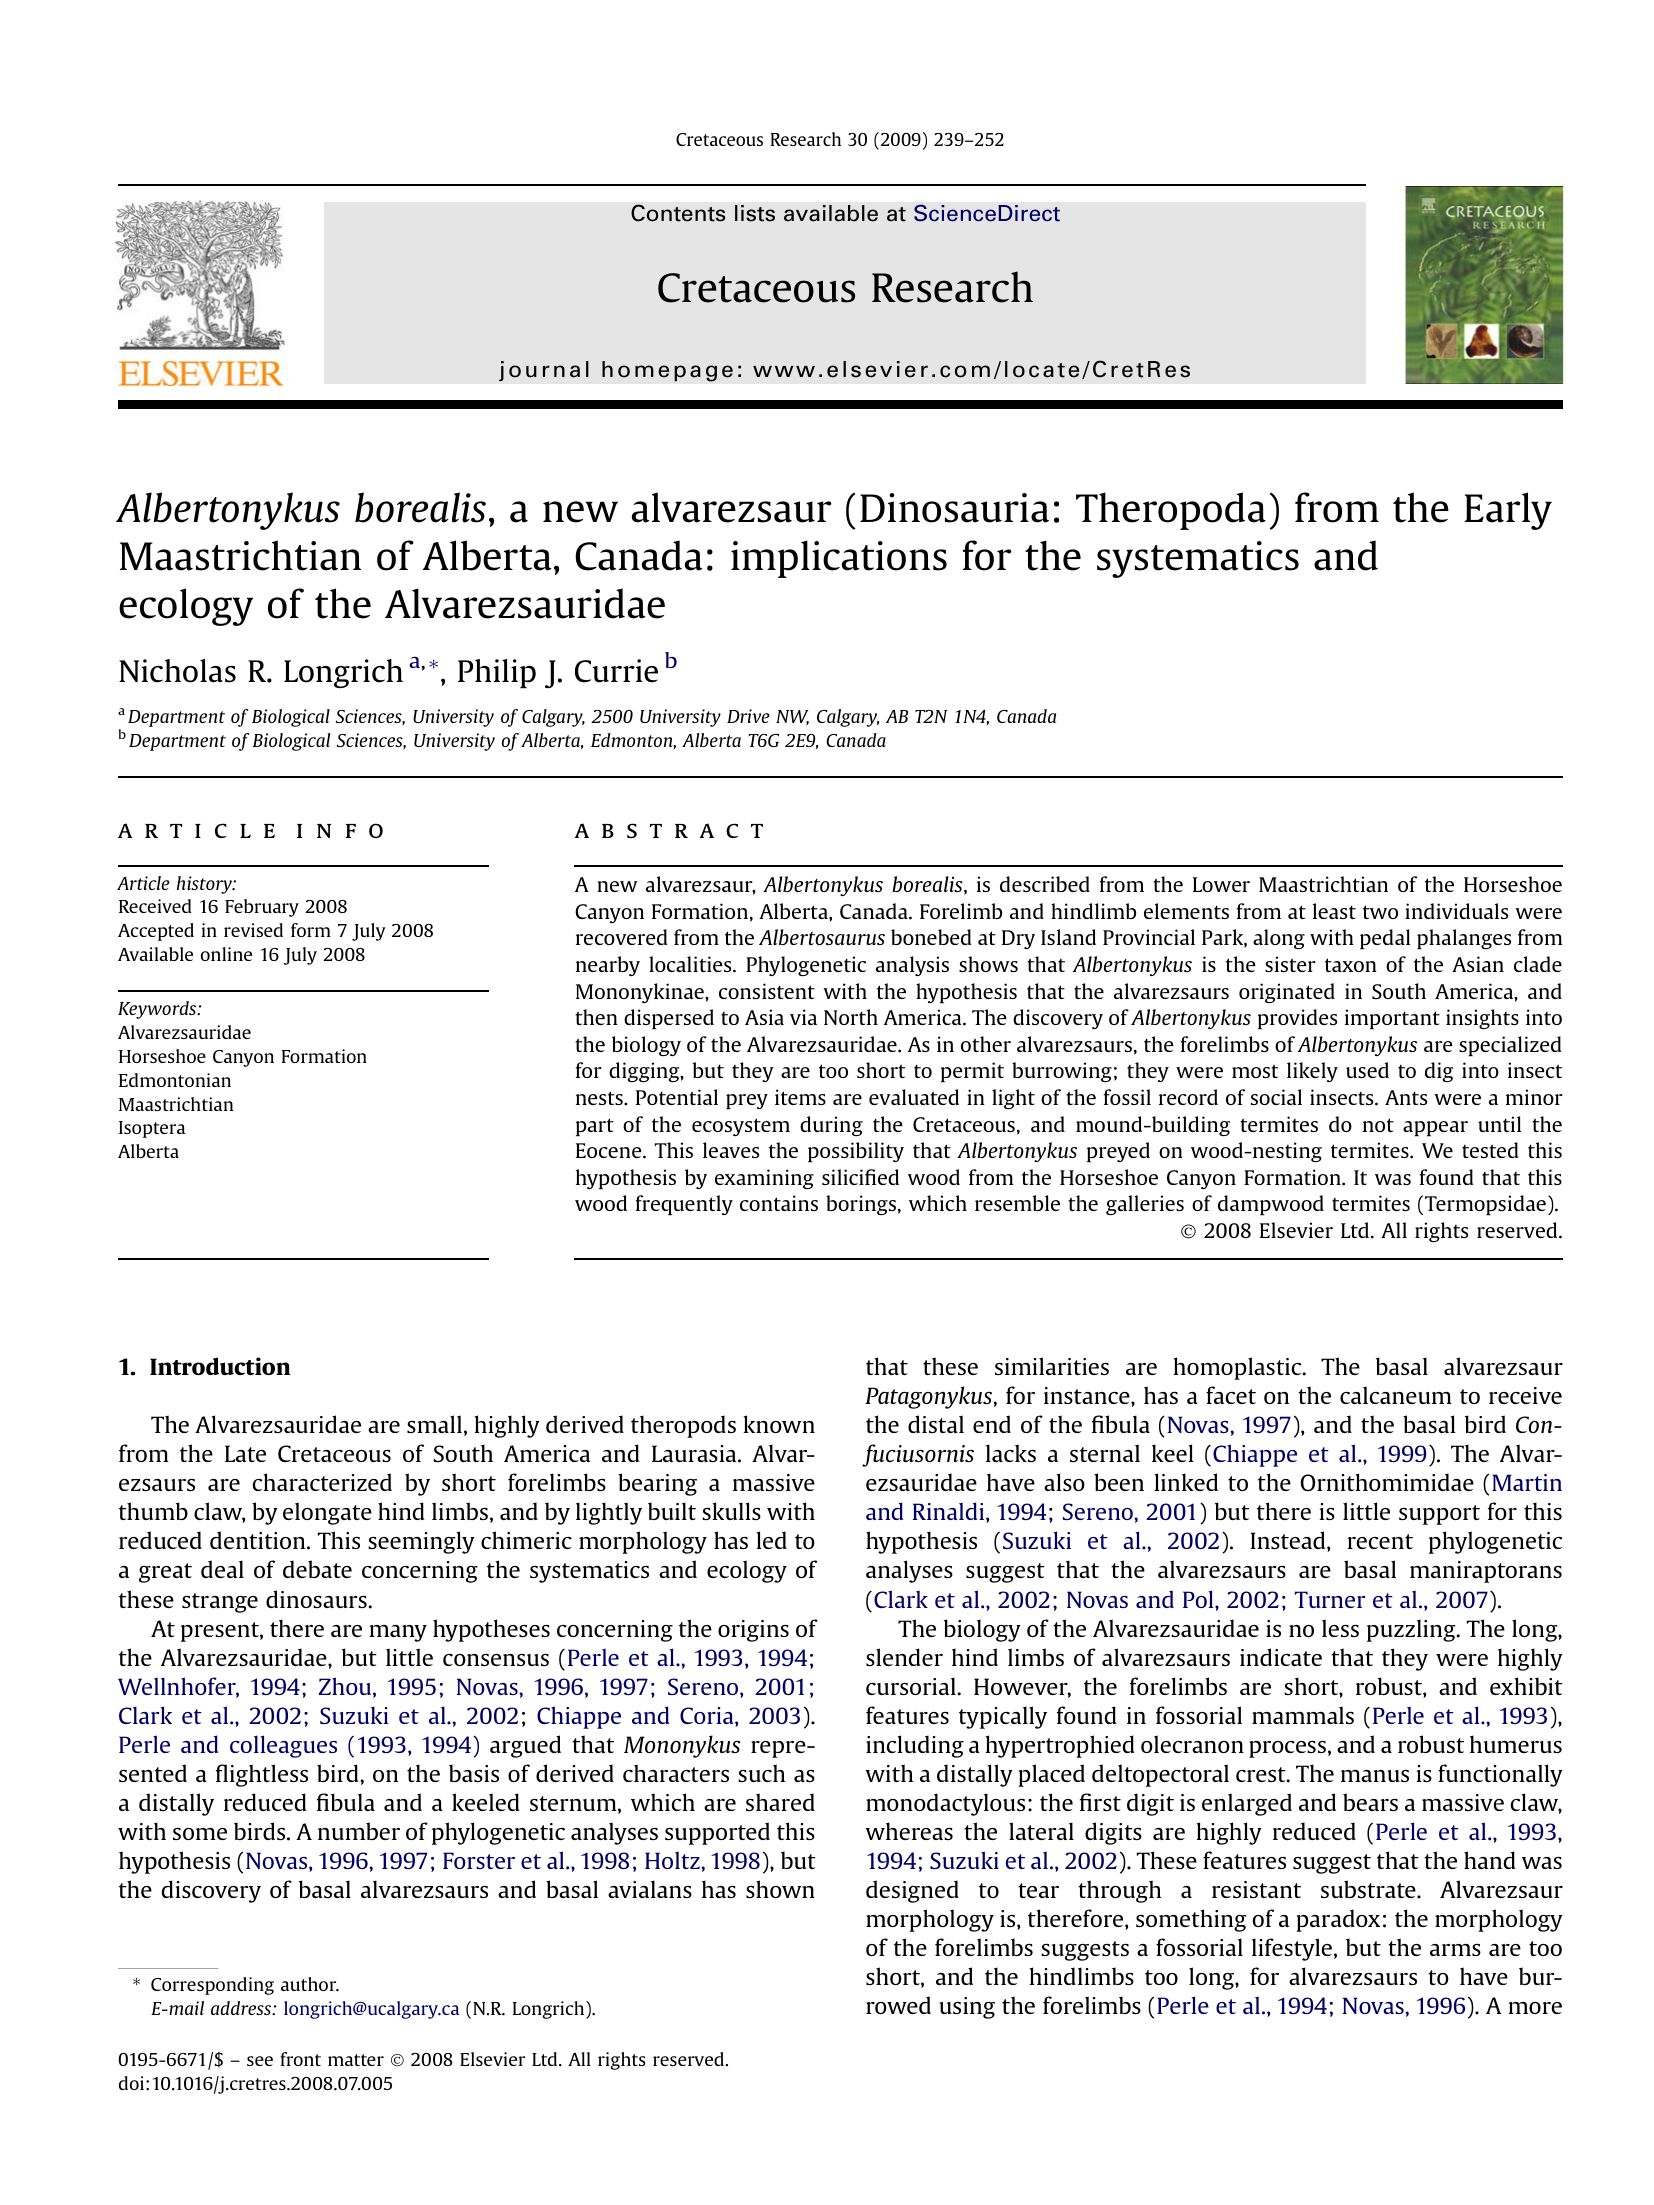 Cretaceous Research 30 (2009) 239–252
Contents lists available at ScienceDirect
Cretaceous Research
journal homepage: www.elsevier.com/locate/CretRes
NON SOLUS
ELSEVIER
CRETACEOUS
RESEARCH
Albertonykus borealis, a new alvarezsaur (Dinosauria: Theropoda) from the Early
Maastrichtian of Alberta, Canada: implications for the systematics and
ecology of the Alvarezsauridae
Nicholas R. Longrich a,*, Philip J. Currie b
a Department of Biological Sciences, University of Calgary, 2500 University Drive NW, Calgary, AB T2N 1N4, Canada
b Department of Biological Sciences, University of Alberta, Edmonton, Alberta T6G 2E9, Canada
ARTICLE INFO
Article history:
Received 16 February 2008
Accepted in revised form 7 July 2008
Available online 16 July 2008
Keywords:
Alvarezsauridae
Horseshoe Canyon Formation
Edmontonian
Maastrichtian
Isoptera
Alberta
ABSTRACT
A new alvarezsaur, Albertonykus borealis, is described from the Lower Maastrichtian of the Horseshoe
Canyon Formation, Alberta, Canada. Forelimb and hindlimb elements from at least two individuals were
recovered from the Albertosaurus bonebed at Dry Island Provincial Park, along with pedal phalanges from
nearby localities. Phylogenetic analysis shows that Albertonykus is the sister taxon of the Asian clade
Mononykinae, consistent with the hypothesis that the alvarezsaurs originated in South America, and
then dispersed to Asia via North America. The discovery of Albertonykus provides important insights into
the biology of the Alvarezsauridae. As in other alvarezsaurs, the forelimbs of Albertonykus are specialized
for digging, but they are too short to permit burrowing; they were most likely used to dig into insect
nests. Potential prey items are evaluated in light of the fossil record of social insects. Ants were a minor
part of the ecosystem during the Cretaceous, and mound-building termites do not appear until the
Eocene. This leaves the possibility that Albertonykus preyed on wood-nesting termites. We tested this
hypothesis by examining silicified wood from the Horseshoe Canyon Formation. It was found that this
wood frequently contains borings, which resemble the galleries of dampwood termites (Termopsidae).
© 2008 Elsevier Ltd. All rights reserved.
1. Introduction
The Alvarezsauridae are small, highly derived theropods known
from the Late Cretaceous of South America and Laurasia. Alvar-
ezsaurs are characterized by short forelimbs bearing a massive
thumb claw, by elongate hind limbs, and by lightly built skulls with
reduced dentition. This seemingly chimeric morphology has led to
a great deal of debate concerning the systematics and ecology of
these strange dinosaurs.
At present, there are many hypotheses concerning the origins of
the Alvarezsauridae, but little consensus (Perle et al., 1993, 1994;
Wellnhofer, 1994; Zhou, 1995; Novas, 1996, 1997; Sereno, 2001;
Clark et al., 2002; Suzuki et al., 2002; Chiappe and Coria, 2003).
Perle and colleagues (1993, 1994) argued that Mononykus repre-
sented a flightless bird, on the basis of derived characters such as
a distally reduced fibula and a keeled sternum, which are shared
with some birds. A number of phylogenetic analyses supported this
hypothesis (Novas, 1996, 1997; Forster et al., 1998; Holtz, 1998), but
the discovery of basal alvarezsaurs and basal avialans has shown
that these similarities are homoplastic. The basal alvarezsaur
Patagonykus, for instance, has a facet on the calcaneum to receive
the distal end of the fibula (Novas, 1997), and the basal bird Con-
fuciusornis lacks a sternal keel (Chiappe et al., 1999). The Alvar-
ezsauridae have also been linked to the Ornithomimidae (Martin
and Rinaldi, 1994; Sereno, 2001) but there is little support for this
hypothesis (Suzuki et al., 2002). Instead, recent phylogenetic
analyses suggest that the alvarezsaurs are basal maniraptorans
(Clark et al., 2002; Novas and Pol, 2002; Turner et al., 2007).
The biology of the Alvarezsauridae is no less puzzling. The long,
slender hind limbs of alvarezsaurs indicate that they were highly
cursorial. However, the forelimbs are short, robust, and exhibit
features typically found in fossorial mammals (Perle et al., 1993),
including a hypertrophied olecranon process, and a robust humerus
with a distally placed deltopectoral crest. The manus is functionally
monodactylous: the first digit is enlarged and bears a massive claw,
whereas the lateral digits are highly reduced (Perle et al., 1993,
1994; Suzuki et al., 2002). These features suggest that the hand was
designed to tear through a resistant substrate. Alvarezsaur
morphology is, therefore, something of a paradox: the morphology
of the forelimbs suggests a fossorial lifestyle, but the arms are too
short, and the hindlimbs too long, for alvarezsaurs to have bur-
rowed using the forelimbs (Perle et al., 1994; Novas, 1996). A more
* Corresponding author.
E-mail address: longrich@ucalgary.ca (N.R. Longrich).
0195-6671/$ – see front matter © 2008 Elsevier Ltd. All rights reserved.
doi:10.1016/j.cretres.2008.07.005